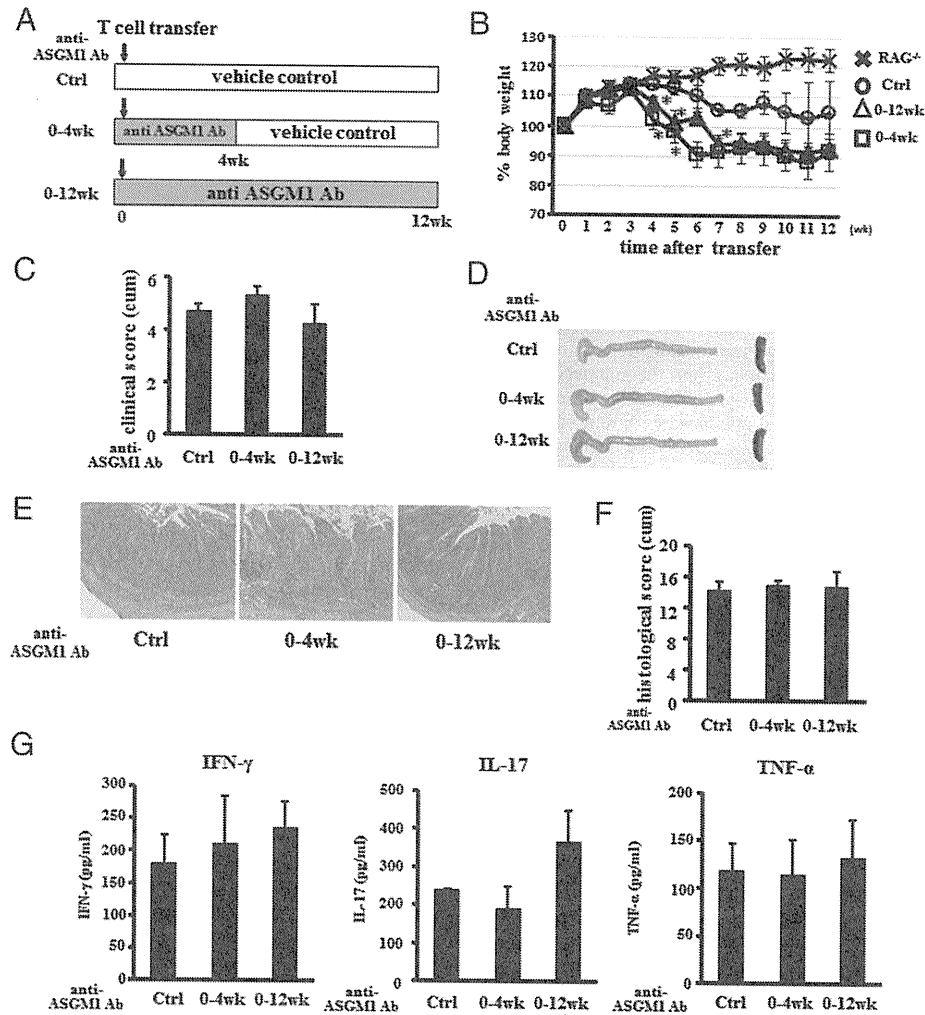 A
T cell transfer
anti-
ASGM1 Ab
Ctrl
vehicle control
0-4wk
anti ASGM1 Ab
vehicle control
4wk
0-12wk
anti ASGM1 Ab
0
12wk
B
% body weight
130
120
110
100
90
80
70
0 1 2 3 4 5 6 7 8 9 10 11 12 (wk)
time after transfer
* * * * * *
RAG-/-
Ctrl
0-12wk
0-4wk
C
clinical score (cum)
6
4
2
0
anti-
ASGM1 Ab
Ctrl 0-4wk 0-12wk
D
anti-
ASGM1 Ab
Ctrl
0-4wk
0-12wk
E
anti-
ASGM1 Ab
Ctrl 0-4wk 0-12wk
F
histological score (cum)
20
16
12
8
4
0
anti-
ASGM1 Ab
Ctrl 0-4wk 0-12wk
G
IFN-γ
IFN-γ (pg/ml)
300
250
200
150
100
50
0
anti-
ASGM1 Ab
Ctrl 0-4wk 0-12wk
IL-17
IL-17 (pg/ml)
500
400
300
200
100
0
anti-
ASGM1 Ab
Ctrl 0-4wk 0-12wk
TNF-α
TNF-α (pg/ml)
200
150
100
50
0
anti-
ASGM1 Ab
Ctrl 0-4wk 0-12wk